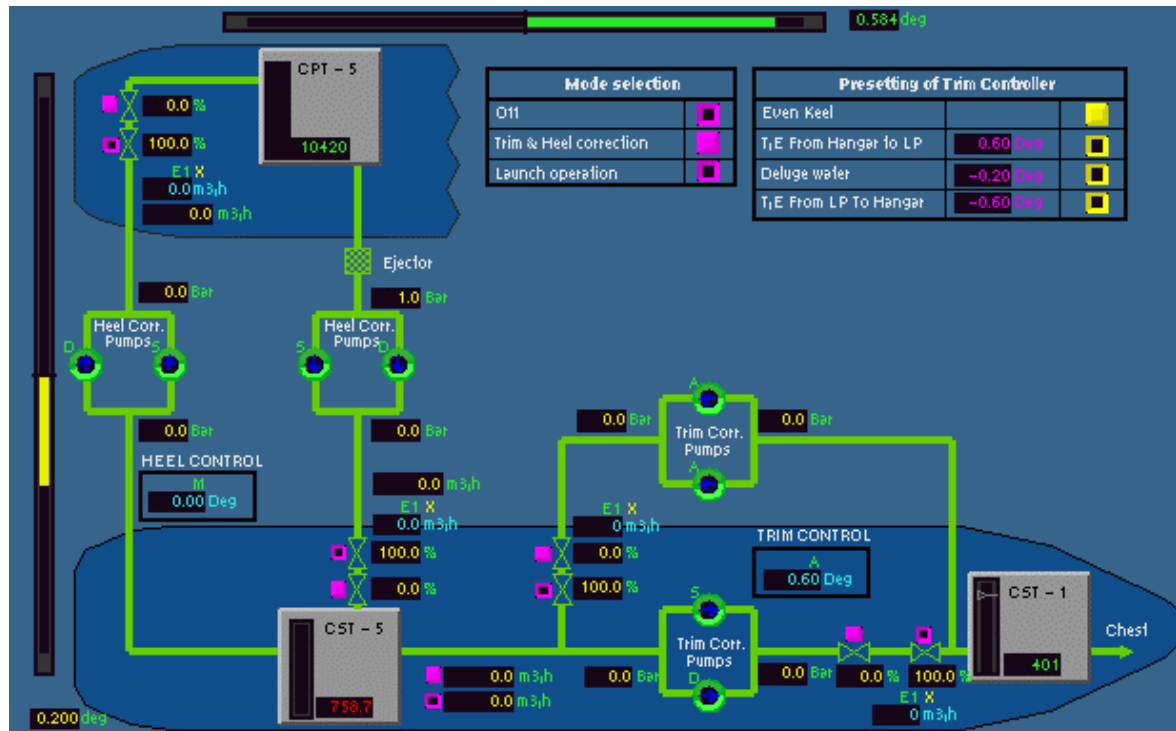 0.584 deg
CPT - 5
10420
0.0 %
100.0 %
E1 X
0.0 m3/h
0.0 m3/h
Mode selection
O11
Trim & Heel correction
Launch operation
Presetting of Trim Controller
Even Keel
T/E From Hangar to LP 0.60 Deg
Deluge water -0.20 Deg
T/E From LP To Hangar -0.60 Deg
Ejector
0.0 Bar
1.0 Bar
Heel Corr. Pumps
D S
Heel Corr. Pumps
S D
0.0 Bar
0.0 Bar
HEEL CONTROL
M
0.00 Deg
0.0 m3/h
E1 X
0.0 m3/h
100.0 %
0.0 %
A
0.0 Bar
Trim Corr. Pumps
0.0 Bar
A
E1 X
0 m3/h
0.0 %
100.0 %
TRIM CONTROL
A
0.60 Deg
CST - 5
758.7
0.0 m3/h
0.0 m3/h
S
0.0 Bar
Trim Corr. Pumps
0.0 Bar
D
0.0 %
100.0 %
E1 X
0 m3/h
CST - 1
401
Chest
0.200 deg